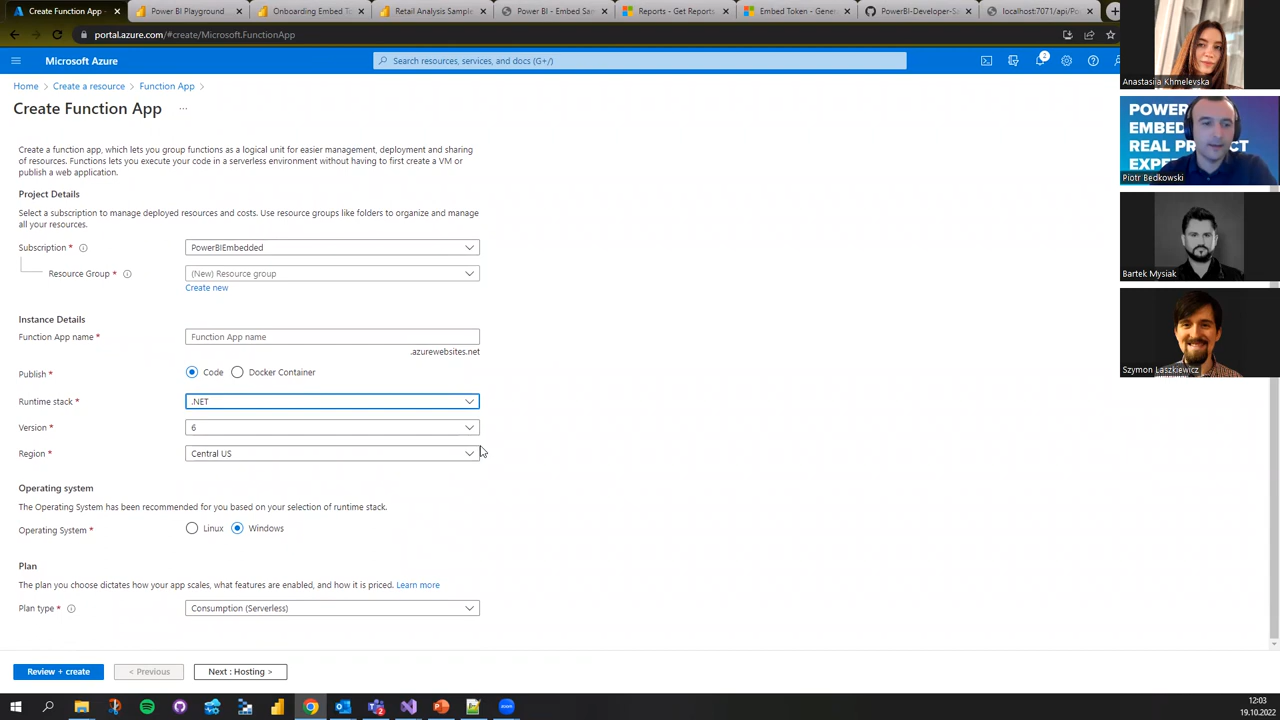 Create Function App -
Power BI Playground
Onboarding Embed T
Retail Analysis Sample
Power BI - Embed Sa
Reports - Get Reports
Embed Token - Gene
PowerBI-Developer-Sa
localhost:7071/api/Po
portal.azure.com/#create/Microsoft.FunctionApp
Microsoft Azure
Search resources, services, and docs (G+/)
2
Home > Create a resource > Function App >
Create Function App ...
Create a function app, which lets you group functions as a logical unit for easier management, deployment and sharing
of resources. Functions lets you execute your code in a serverless environment without having to first create a VM or
publish a web application.
Project Details
Select a subscription to manage deployed resources and costs. Use resource groups like folders to organize and manage
all your resources.
Subscription *
PowerBIEmbedded
Resource Group *
(New) Resource group
Create new
Instance Details
Function App name *
Function App name
.azurewebsites.net
Publish *
Code
Docker Container
Runtime stack *
.NET
Version *
6
Region *
Central US
Operating system
The Operating System has been recommended for you based on your selection of runtime stack.
Operating System *
Linux
Windows
Plan
The plan you choose dictates how your app scales, what features are enabled, and how it is priced. Learn more
Plan type *
Consumption (Serverless)
Review + create
< Previous
Next : Hosting >
Anastasiia Khmelevska
POWER
EMBED
REAL PR CT
EXPE
Piotr Bedkowski
Bartek Mysiak
Szymon Laszkiewicz
12:03
19.10.2022